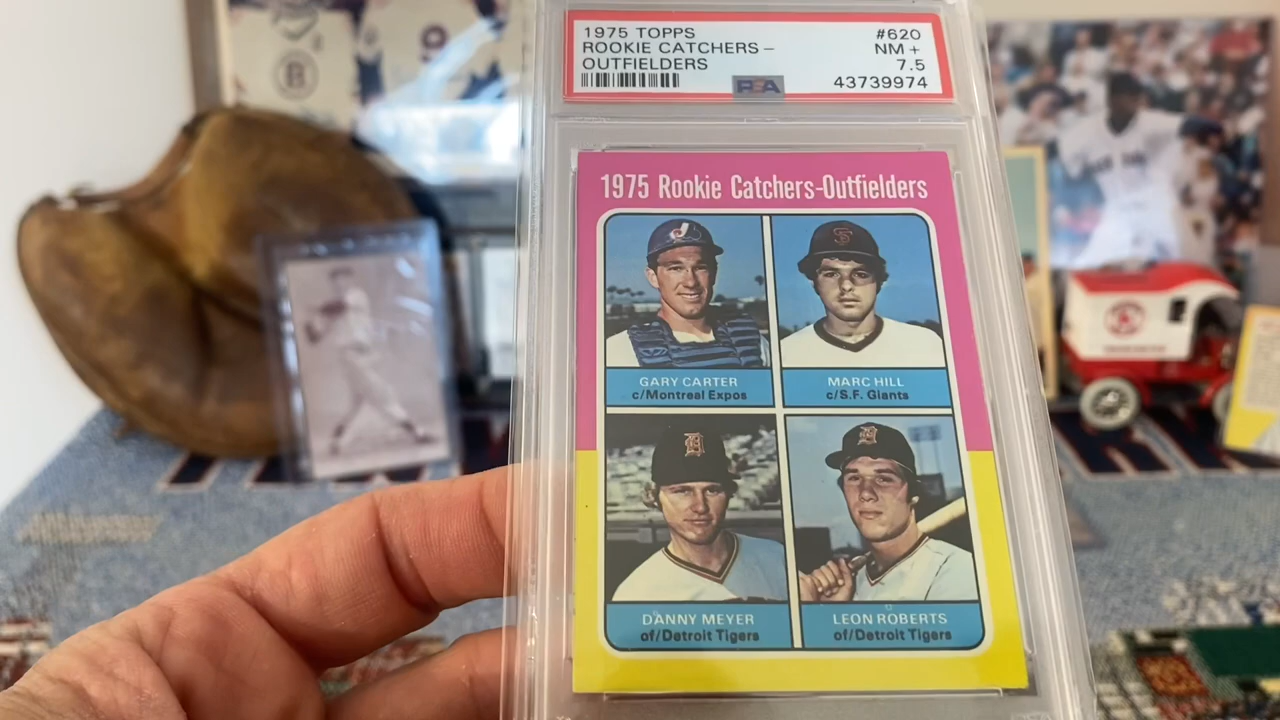 1975 TOPPS #620
ROOKIE CATCHERS- NM+
OUTFIELDERS 7.5
PSA 43739974
1975 Rookie Catchers-Outfielders
GARY CARTER
c/Montreal Expos
MARC HILL
c/S.F. Giants
DANNY MEYER
of/Detroit Tigers
LEON ROBERTS
of/Detroit Tigers